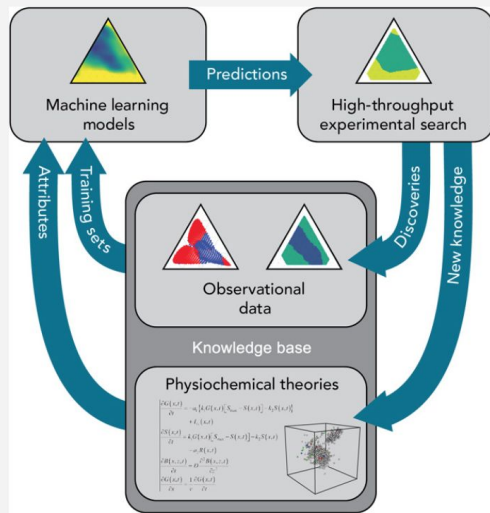 Machine learning
models
Predictions
High-throughput
experimental search
Attributes
Training sets
Discoveries
New knowledge
Observational
data
Knowledge base
Physiochemical theories